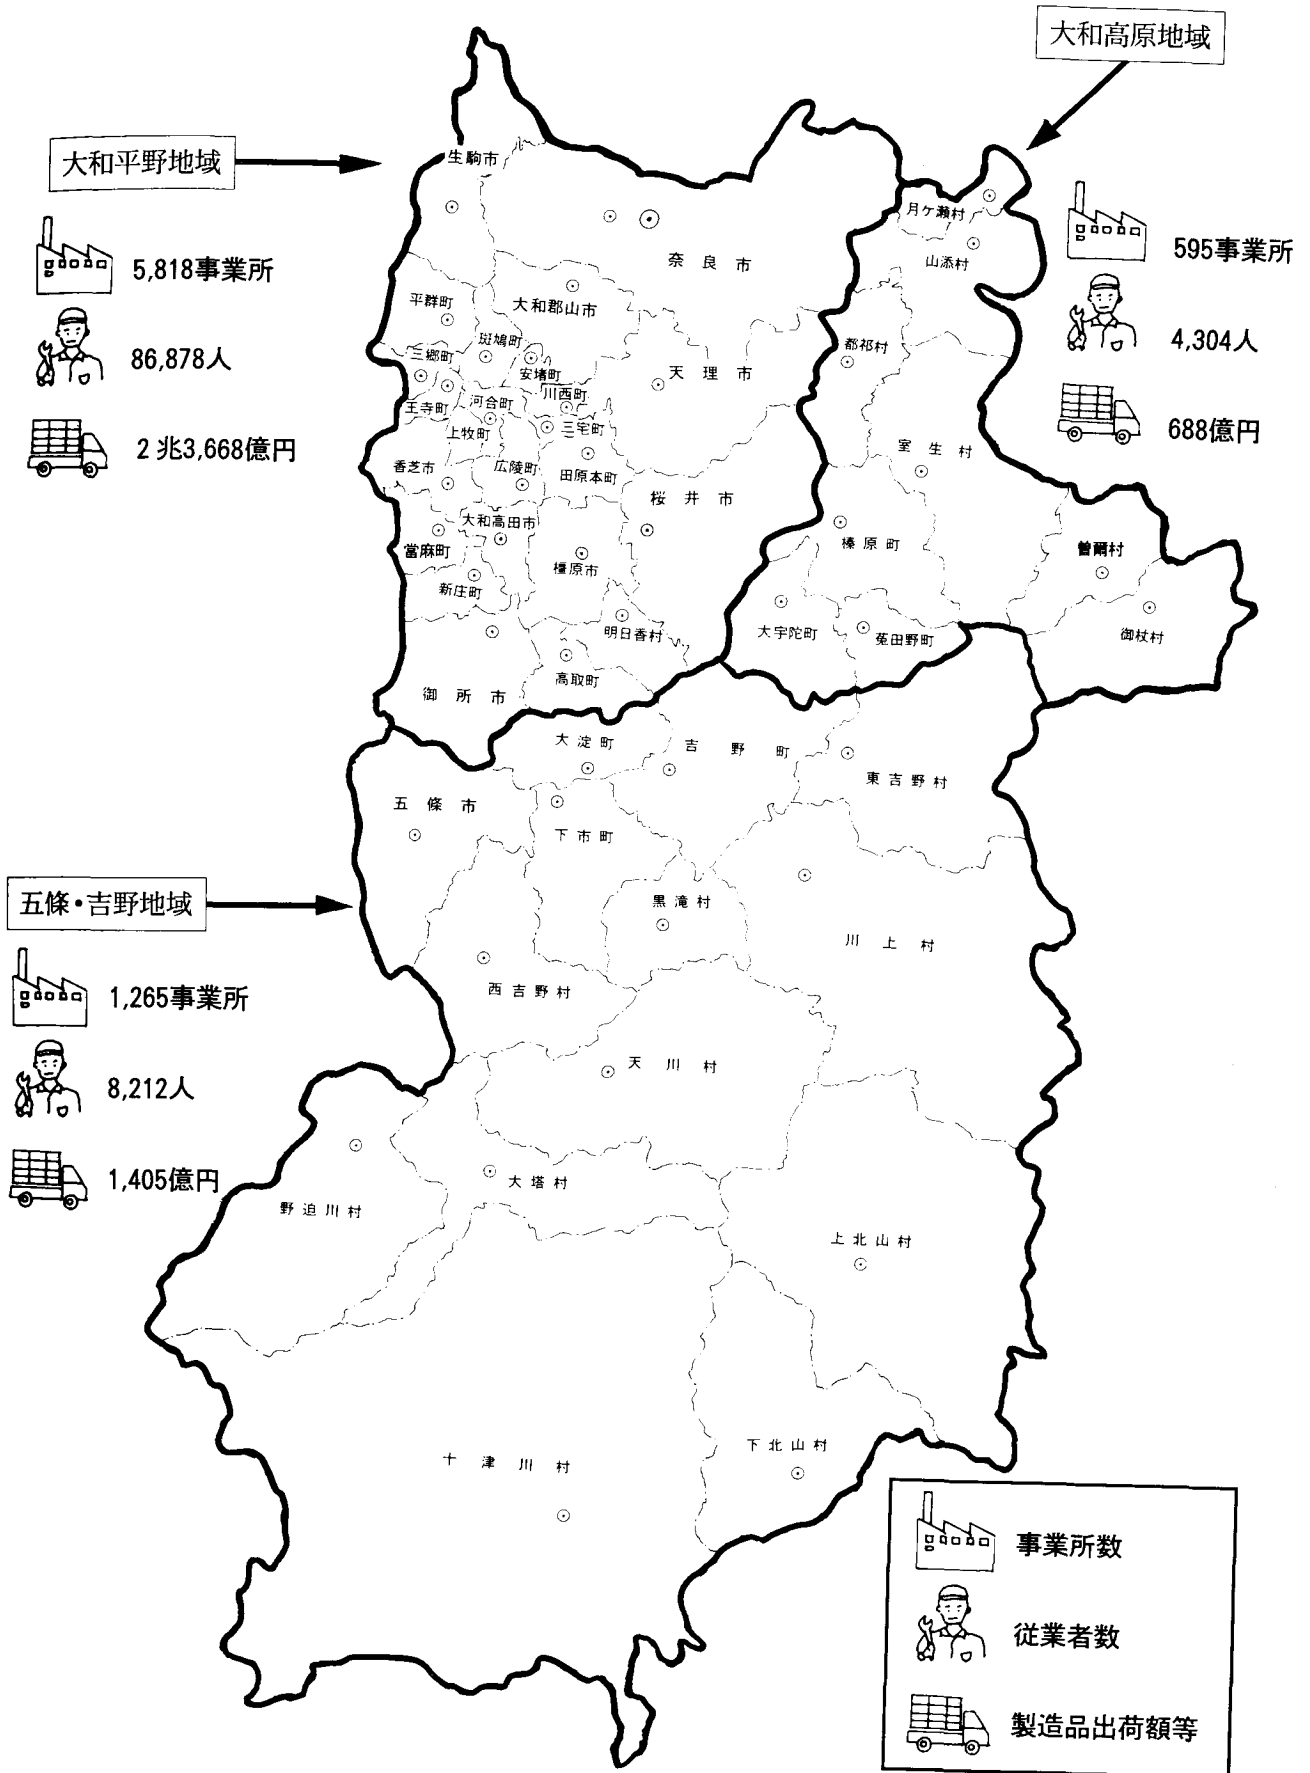 大和高原地域
大和平野地域
5,818事業所
86,878人
2兆3,668億円
595事業所
4,304人
688億円
生駒市
奈良市
月ケ瀬村
山添村
平群町
大和郡山市
斑鳩町
三郷町
安堵町
天理市
都祁村
川西町
王寺町
河合町
上牧町
三宅町
香芝市
広陵町
田原本町
室生村
桜井市
大和高田市
當麻町
橿原市
榛原町
曽爾村
新庄町
明日香村
大宇陀町
菟田野町
御杖村
御所市
高取町
大淀町
吉野町
東吉野村
五條市
下市町
五條・吉野地域
1,265事業所
8,212人
1,405億円
黒滝村
川上村
西吉野村
天川村
大塔村
野迫川村
上北山村
下北山村
十津川村
事業所数
従業者数
製造品出荷額等